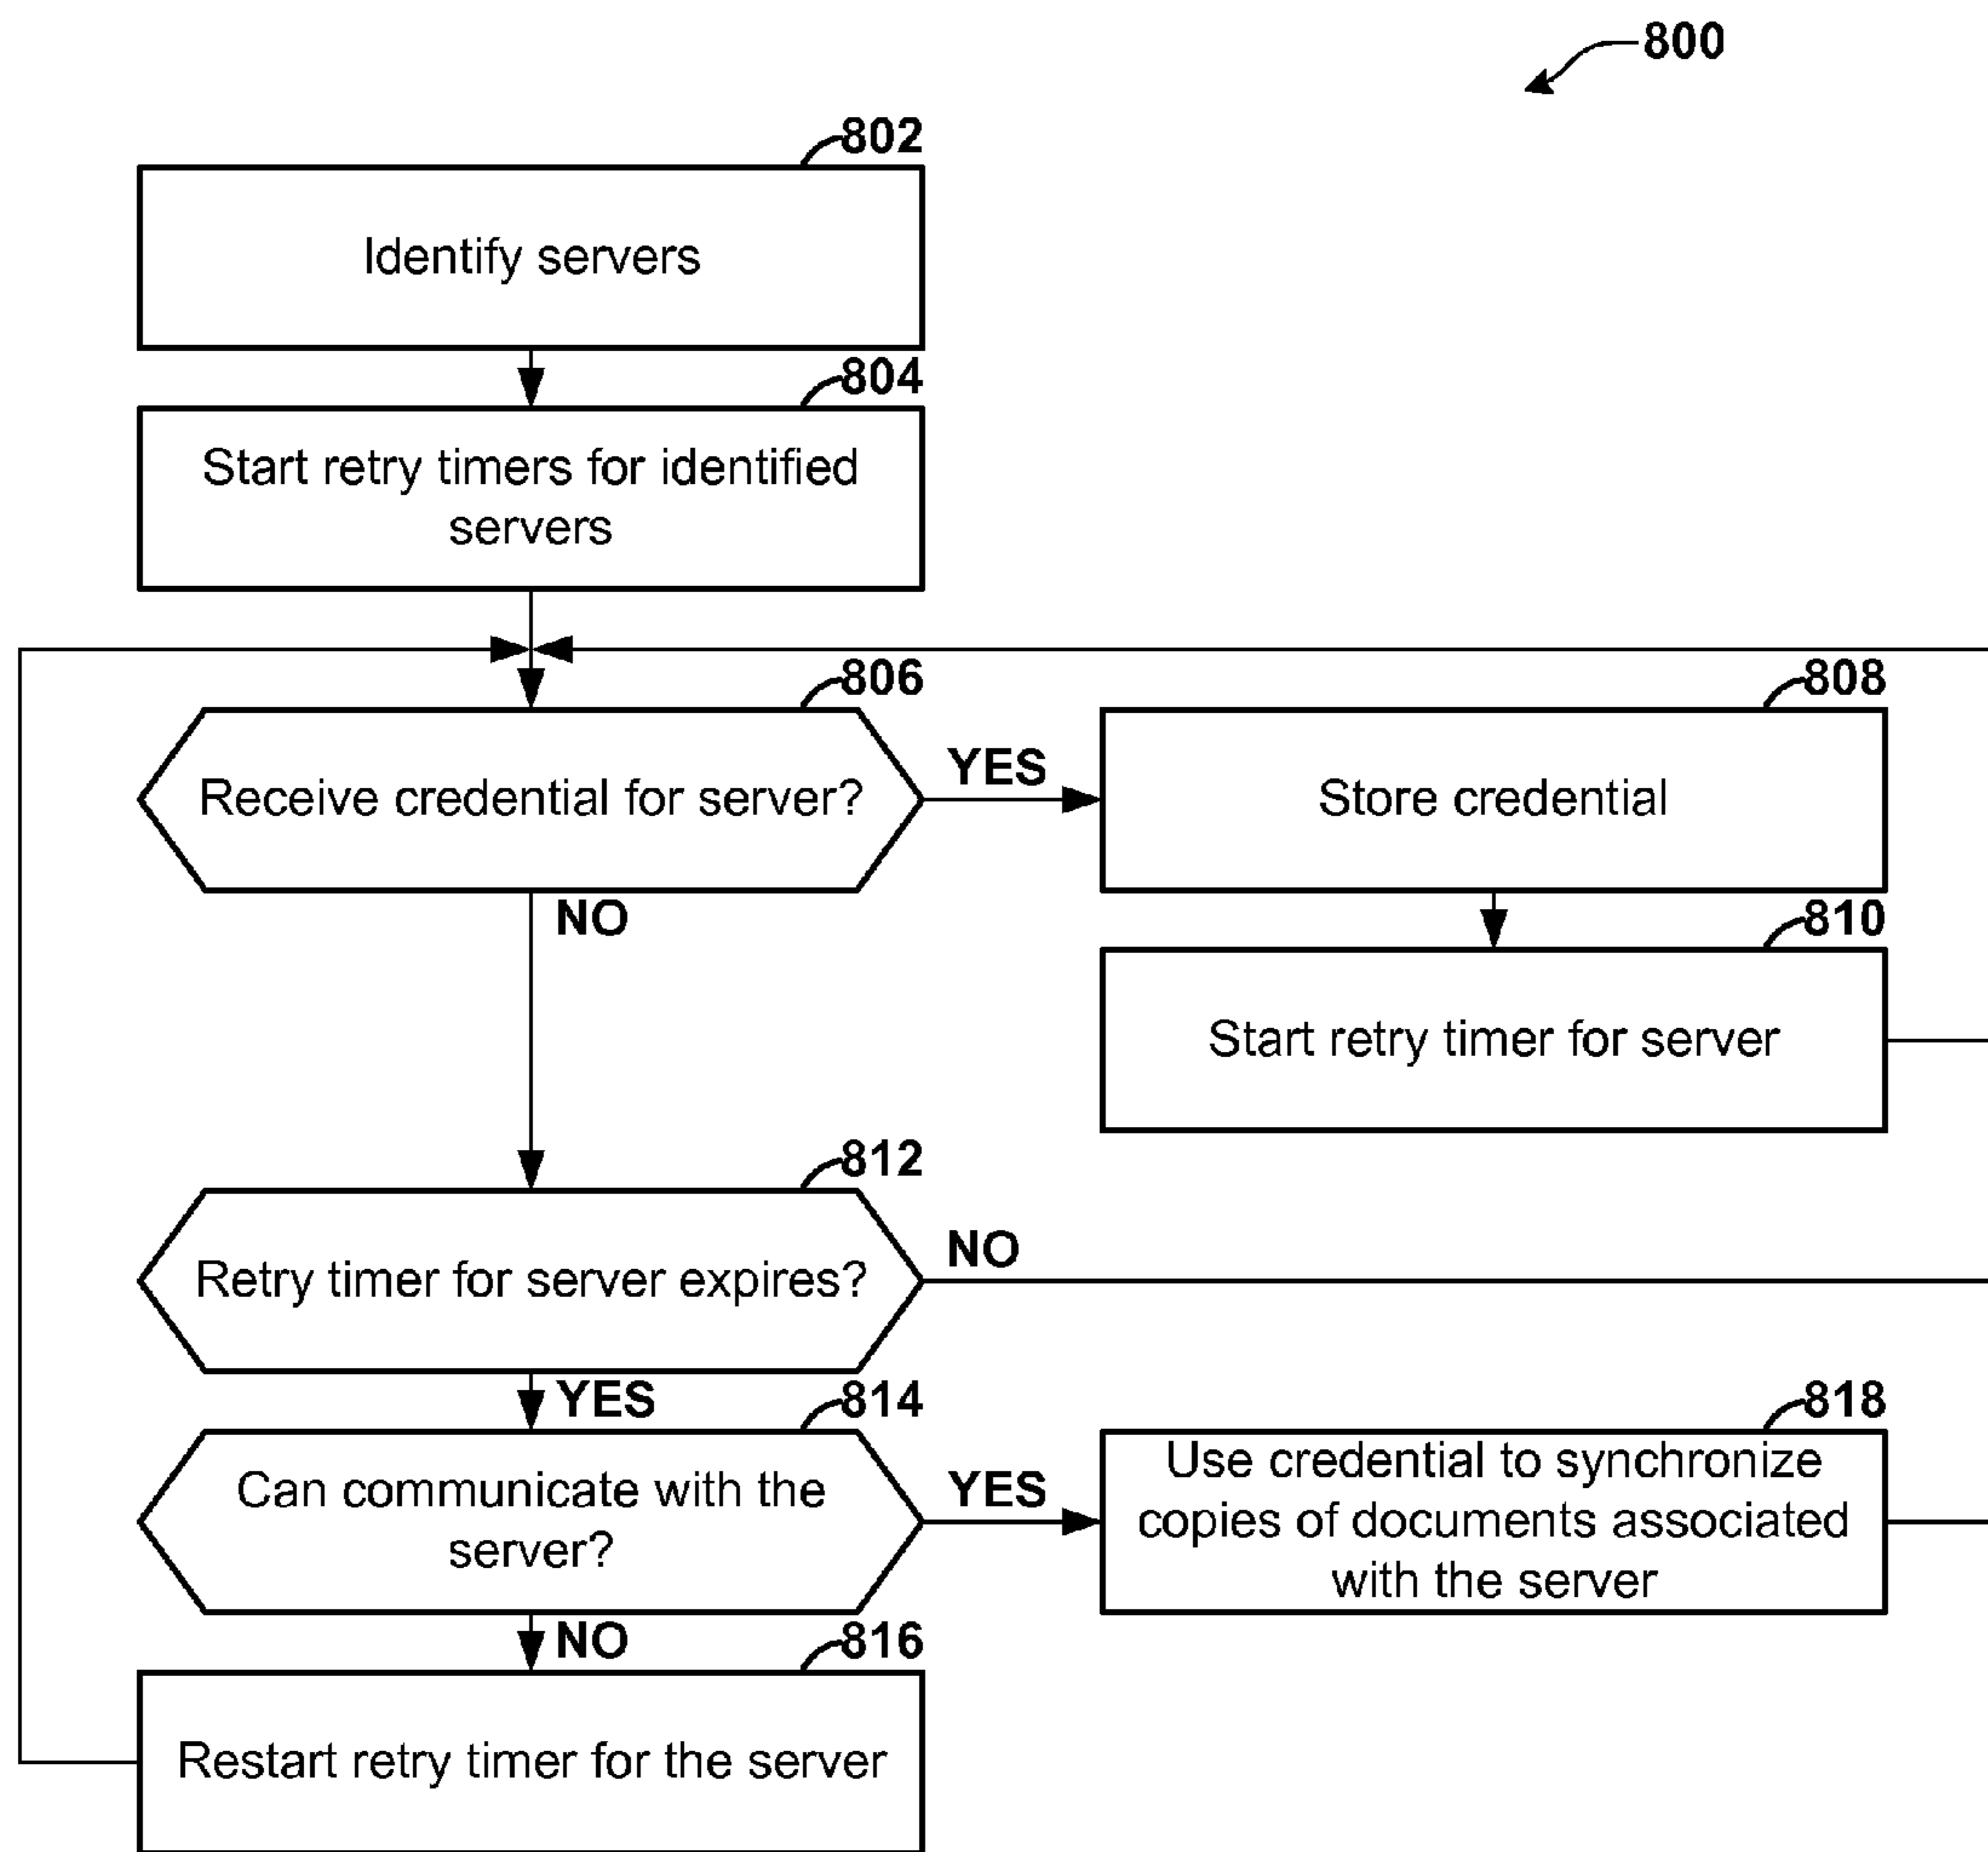 800
802
Identify servers
804
Start retry timers for identified
servers
806
Receive credential for server?
YES
808
Store credential
NO
810
Start retry timer for server
812
Retry timer for server expires?
NO
YES
814
Can communicate with the
server?
YES
818
Use credential to synchronize
copies of documents associated
with the server
NO
816
Restart retry timer for the server